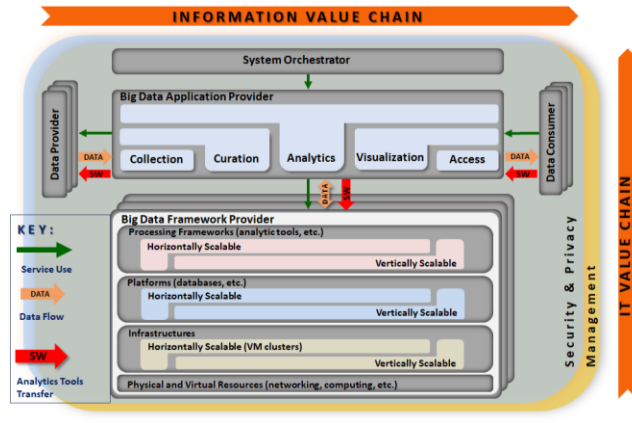 INFORMATION VALUE CHAIN
System Orchestrator
Big Data Application Provider
Collection
Curation
Analytics
Visualization
Access
Data Provider
DATA
SW
Data Consumer
DATA
SW
DATA
SW
Big Data Framework Provider
Processing Frameworks (analytic tools, etc.)
Horizontally Scalable
Vertically Scalable
Platforms (databases, etc.)
Horizontally Scalable
Vertically Scalable
Infrastructures
Horizontally Scalable (VM clusters)
Vertically Scalable
Physical and Virtual Resources (networking, computing, etc.)
KEY:
Service Use
DATA
Data Flow
SW
Analytics Tools
Transfer
Security & Privacy
Management
IT VALUE CHAIN